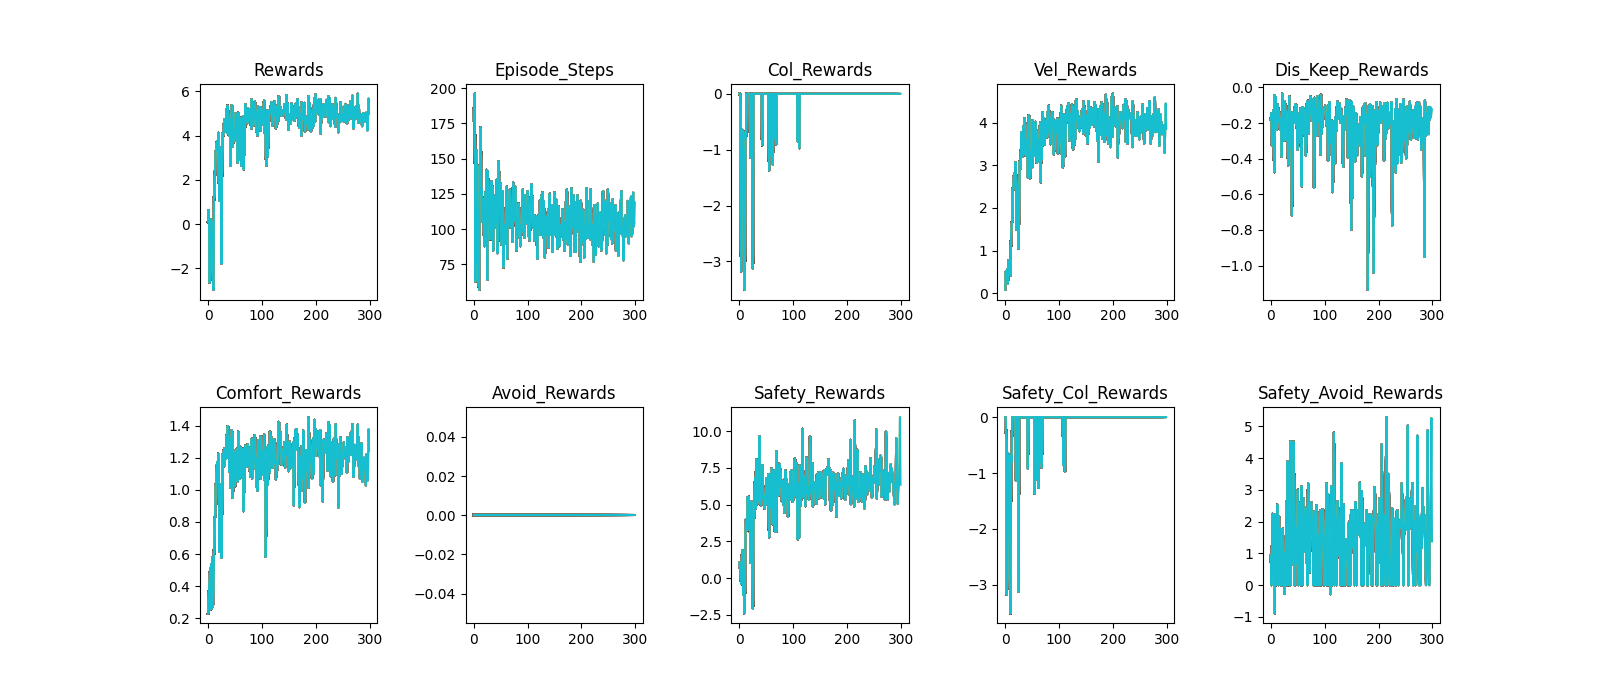 Rewards
6
4
2
0
−2
0 100 200 300
Episode_Steps
200
175
150
125
100
75
0 100 200 300
Col_Rewards
0
−1
−2
−3
0 100 200 300
Vel_Rewards
4
3
2
1
0
0 100 200 300
Dis_Keep_Rewards
0.0
−0.2
−0.4
−0.6
−0.8
−1.0
0 100 200 300
Comfort_Rewards
1.4
1.2
1.0
0.8
0.6
0.4
0.2
0 100 200 300
Avoid_Rewards
0.04
0.02
0.00
−0.02
−0.04
0 100 200 300
Safety_Rewards
10.0
7.5
5.0
2.5
0.0
−2.5
0 100 200 300
Safety_Col_Rewards
0
−1
−2
−3
0 100 200 300
Safety_Avoid_Rewards
5
4
3
2
1
0
−1
0 100 200 300